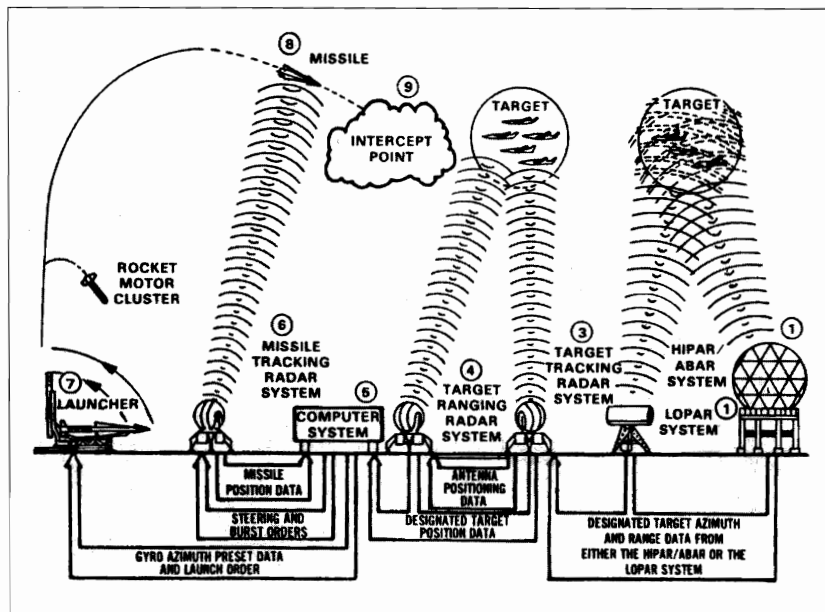 8
MISSILE
9
INTERCEPT
POINT
TARGET
TARGET
ROCKET
MOTOR
CLUSTER
6
MISSILE
TRACKING
RADAR
SYSTEM
7
LAUNCHER
5
COMPUTER
SYSTEM
4
TARGET
RANGING
RADAR
SYSTEM
3
TARGET
TRACKING
RADAR
SYSTEM
HIPAR/
ABAR
SYSTEM
1
LOPAR
SYSTEM
1
MISSILE
POSITION DATA
STEERING AND
BURST ORDERS
GYRO AZIMUTH PRESET DATA
AND LAUNCH ORDER
ANTENNA
POSITIONING
DATA
DESIGNATED TARGET
POSITION DATA
DESIGNATED TARGET AZIMUTH
AND RANGE DATA FROM
EITHER THE HIPAR/ABAR OR THE
LOPAR SYSTEM